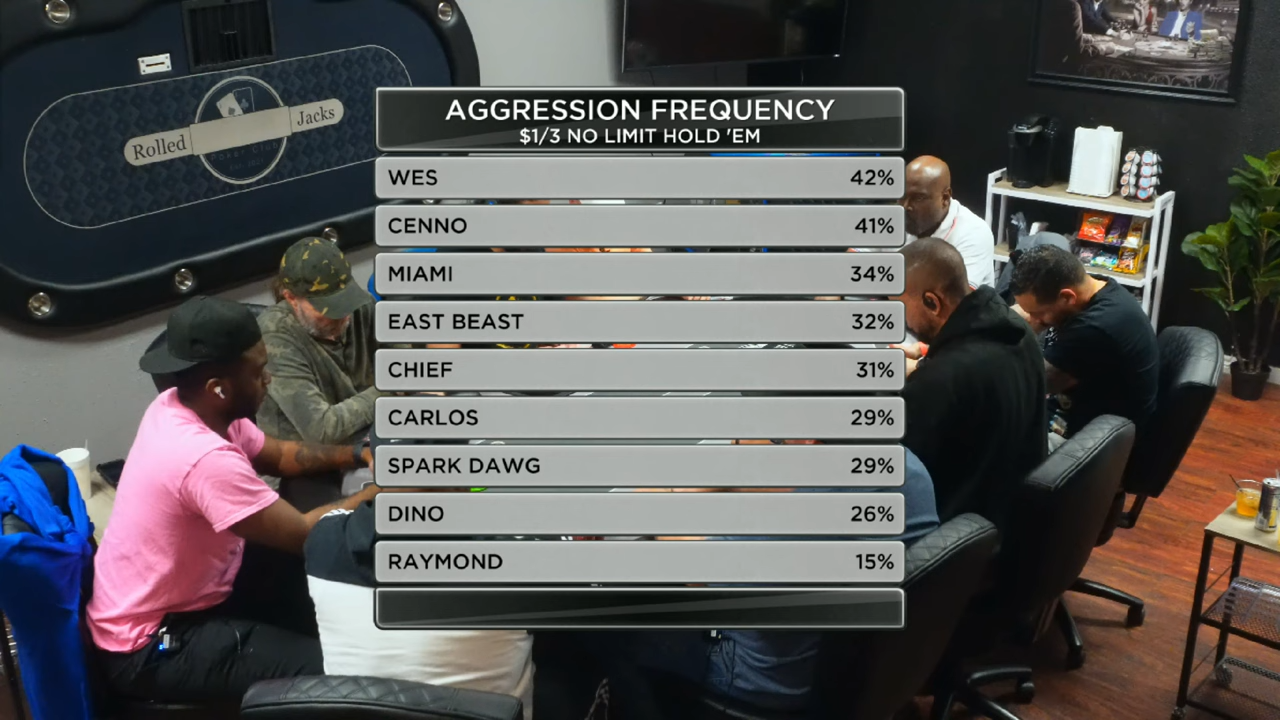 Rolled
Jacks
AGGRESSION FREQUENCY
$1/3 NO LIMIT HOLD 'EM
WES 42%
CENNO 41%
MIAMI 34%
EAST BEAST 32%
CHIEF 31%
CARLOS 29%
SPARK DAWG 29%
DINO 26%
RAYMOND 15%